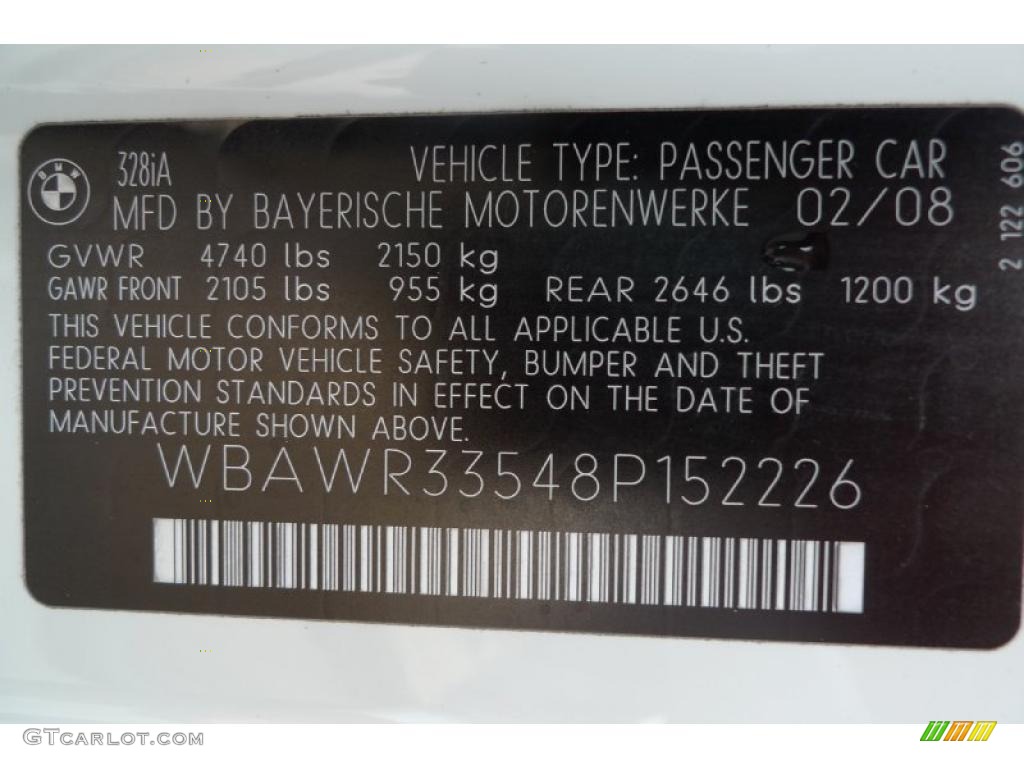 BMW
328iA VEHICLE TYPE: PASSENGER CAR
MFD BY BAYERISCHE MOTORENWERKE 02/08
GVWR 4740 lbs 2150 kg
GAWR FRONT 2105 lbs 955 kg REAR 2646 lbs 1200 kg
THIS VEHICLE CONFORMS TO ALL APPLICABLE U.S.
FEDERAL MOTOR VEHICLE SAFETY, BUMPER AND THEFT
PREVENTION STANDARDS IN EFFECT ON THE DATE OF
MANUFACTURE SHOWN ABOVE.
WBAWR33548P152226
2 122 606
GTCARLOT.COM